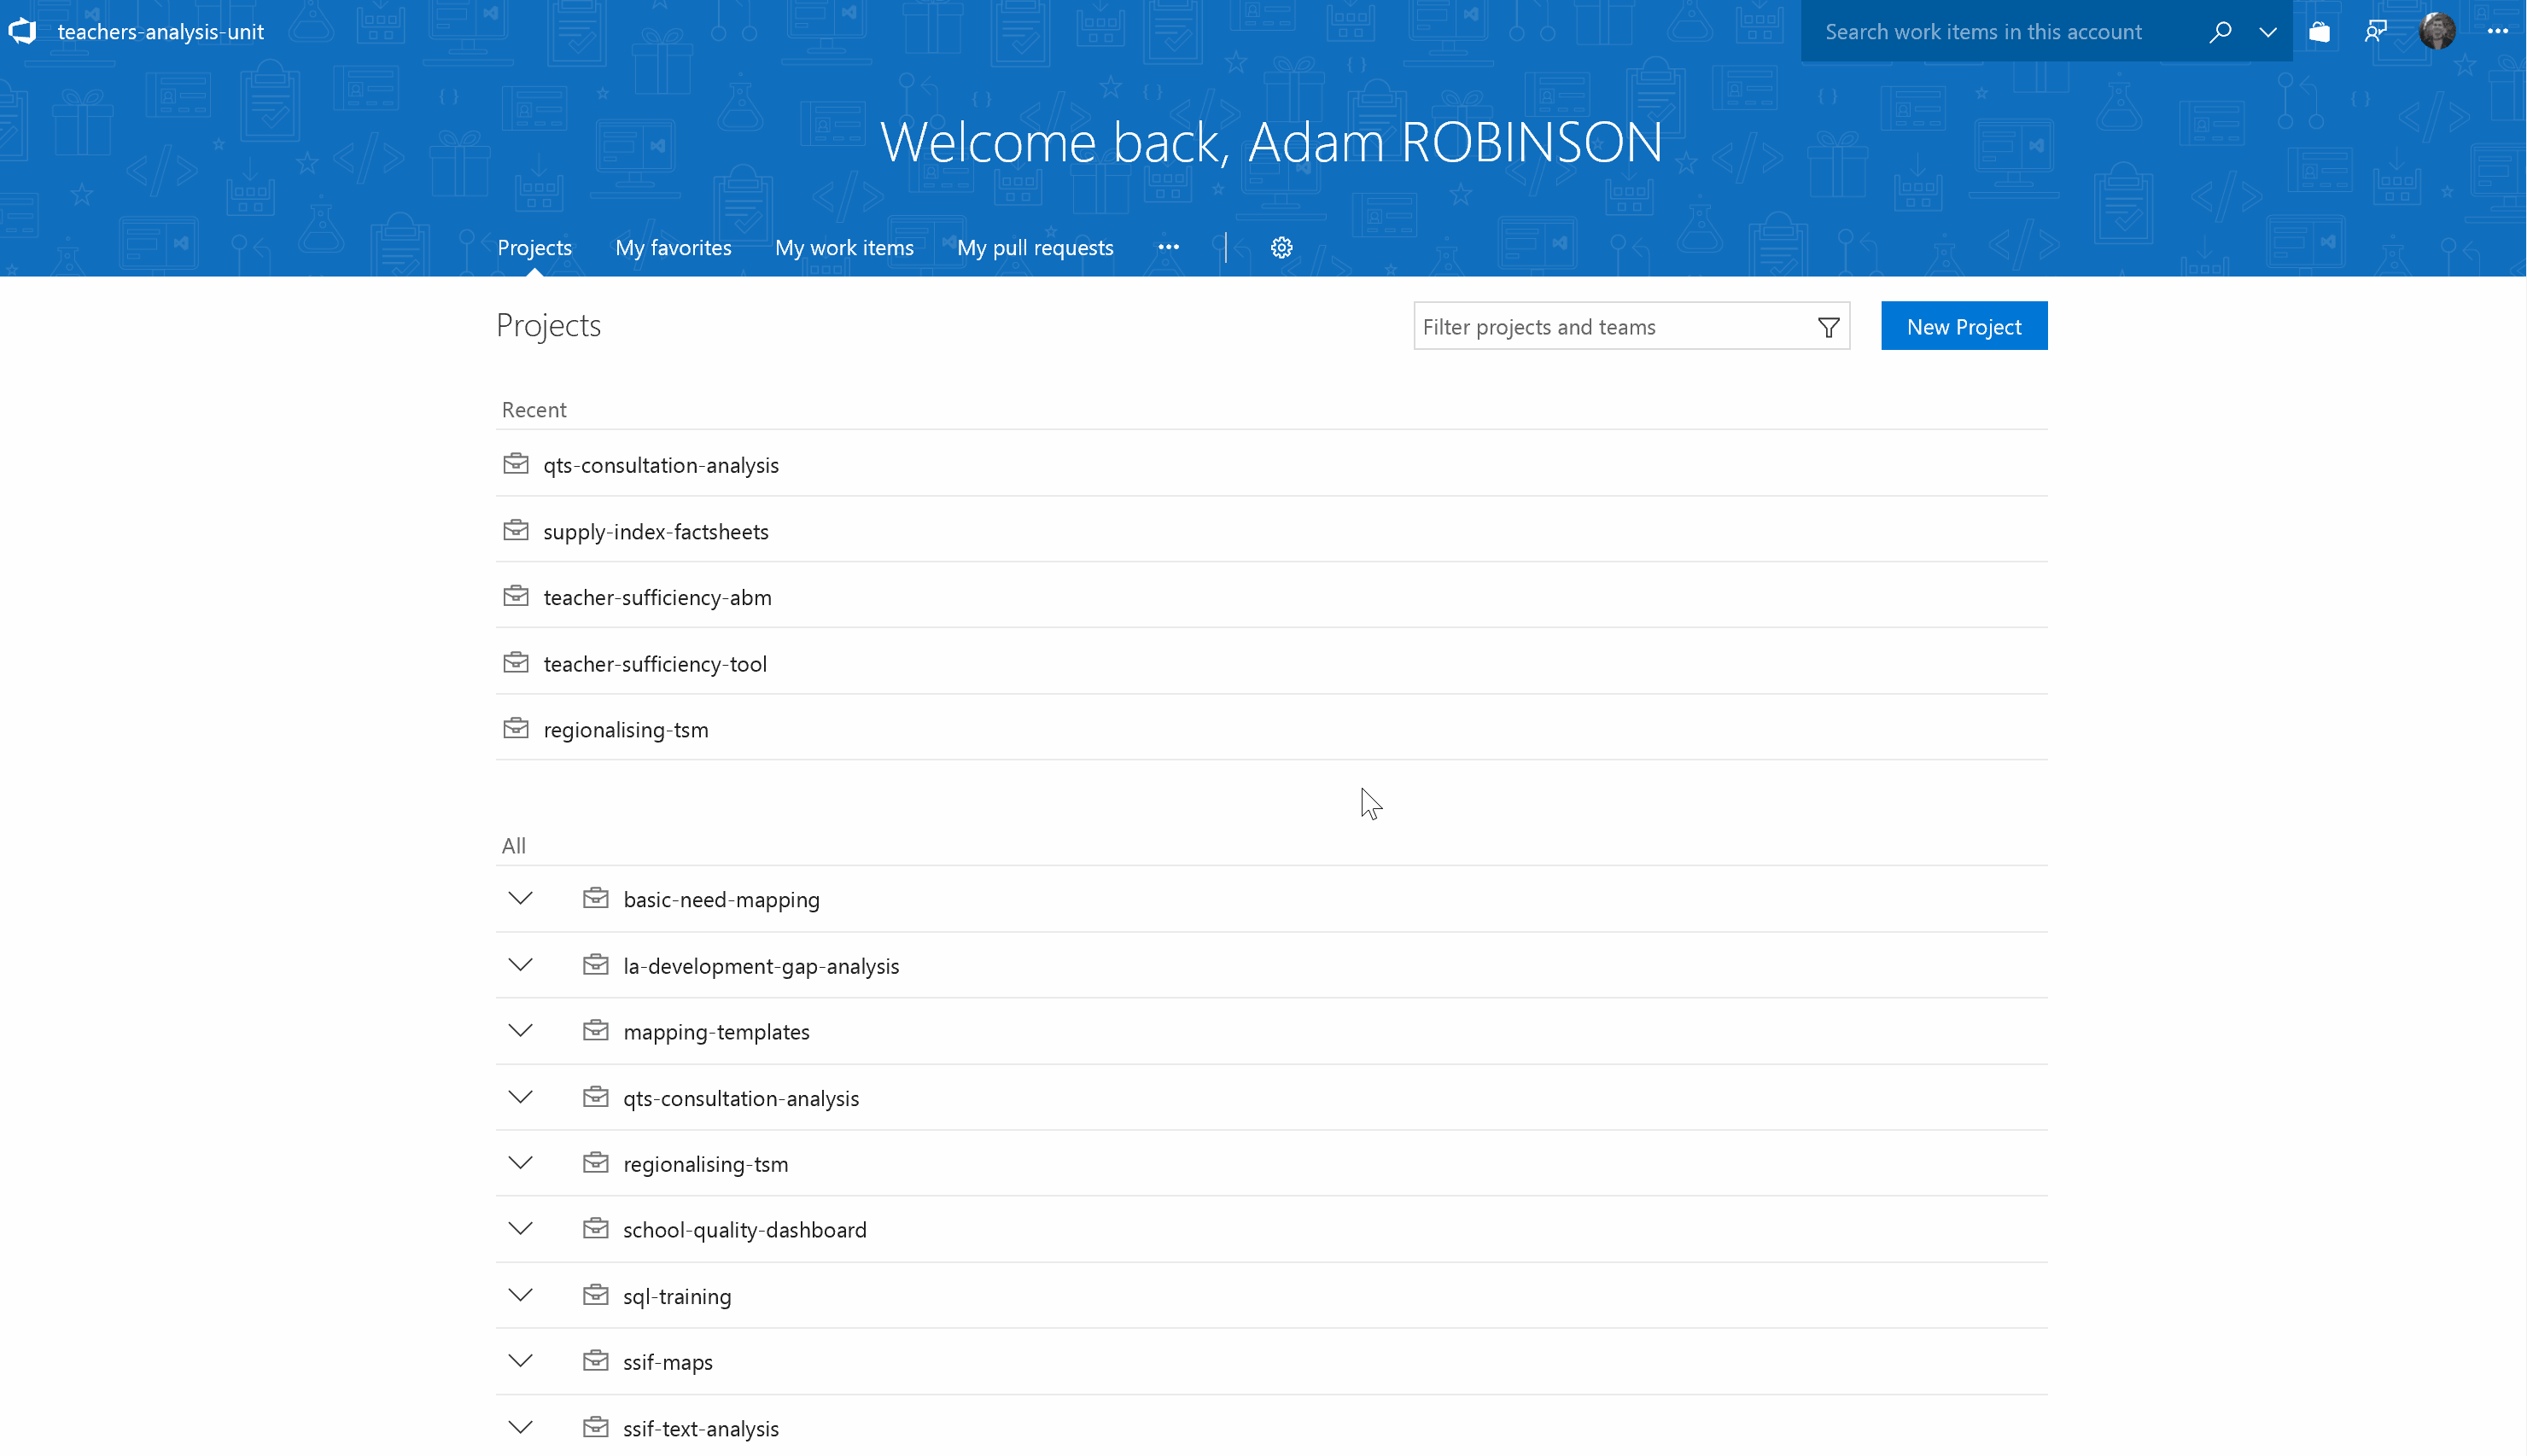 teachers-analysis-unit
Search work items in this account
Welcome back, Adam ROBINSON
Projects My favorites My work items My pull requests
Projects
Filter projects and teams
New Project
Recent
qts-consultation-analysis
supply-index-factsheets
teacher-sufficiency-abm
teacher-sufficiency-tool
regionalising-tsm
All
basic-need-mapping
la-development-gap-analysis
mapping-templates
qts-consultation-analysis
regionalising-tsm
school-quality-dashboard
sql-training
ssif-maps
ssif-text-analysis